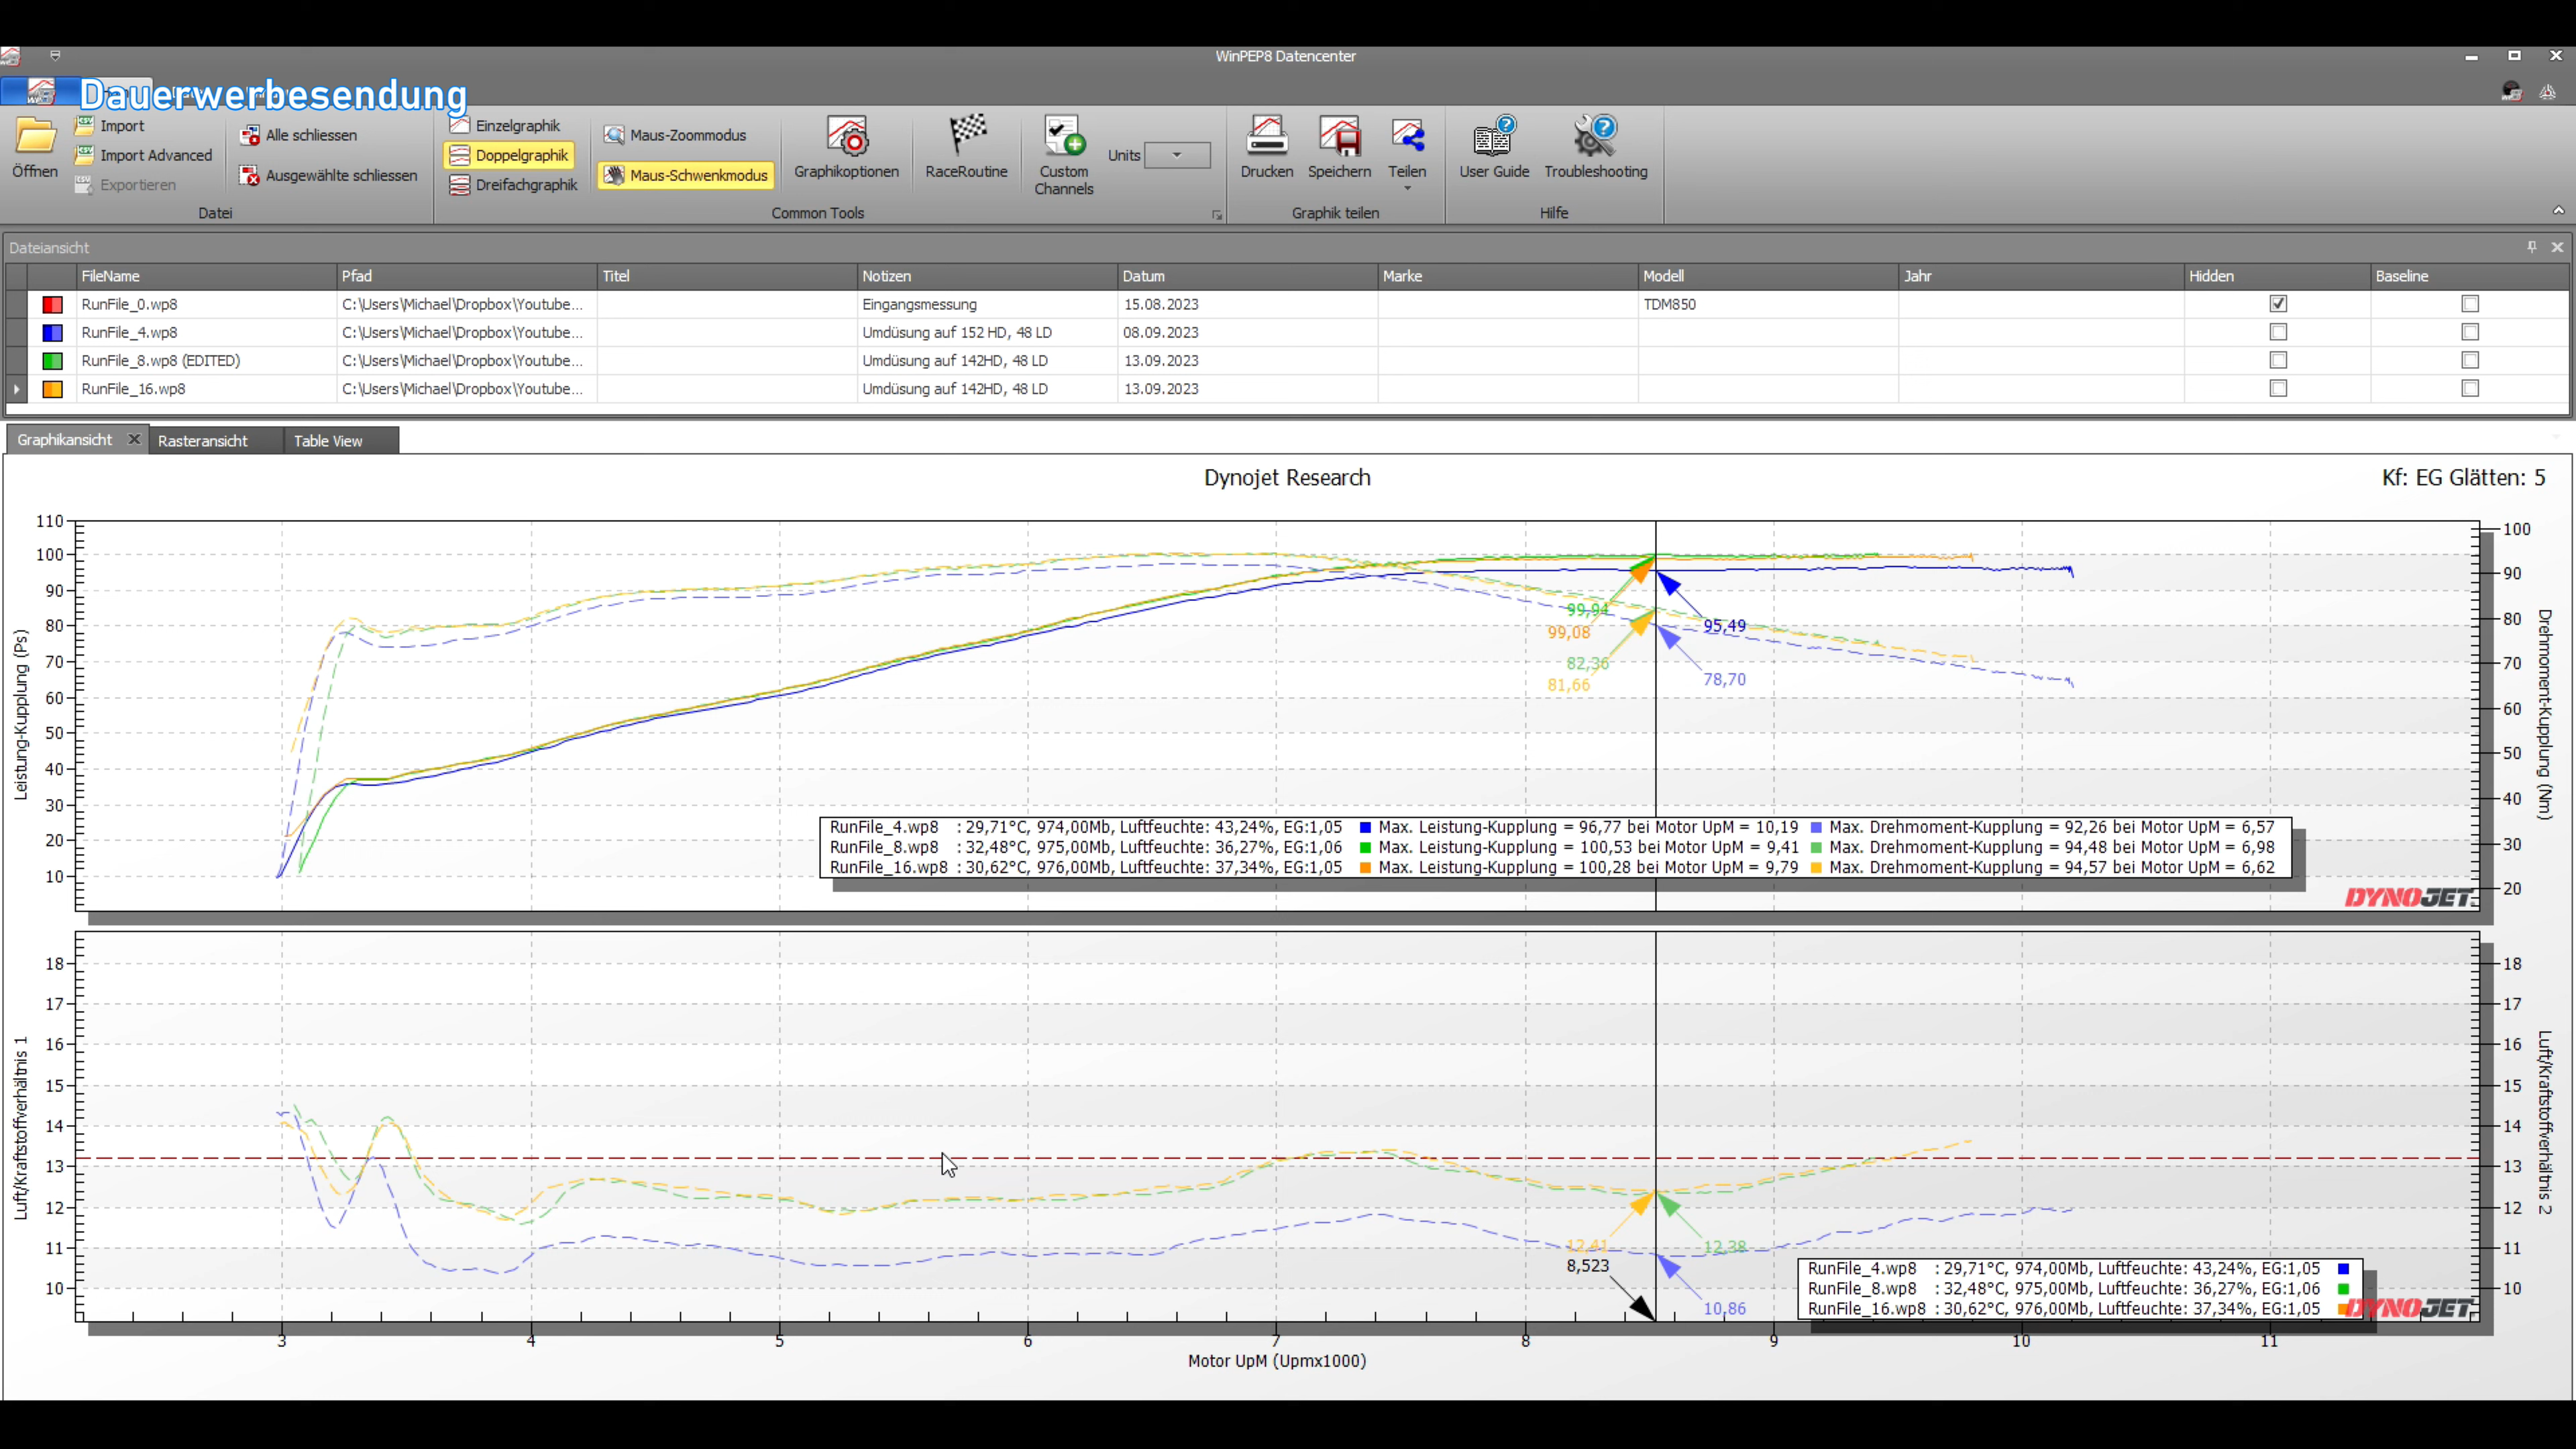 WinPEP8 Datencenter
Dauerwerbesendung
Öffnen
Import
Import Advanced
Exportieren
Datei
Alle schliessen
Ausgewählte schliessen
Einzelgraphik
Doppelgraphik
Dreifachgraphik
Maus-Zoommodus
Maus-Schwenkmodus
Graphikoptionen
RaceRoutine
Custom
Channels
Units
Common Tools
Drucken
Speichern
Teilen
Graphik teilen
User Guide
Troubleshooting
Hilfe
Dateiansicht
FileName Pfad Titel Notizen Datum Marke Modell Jahr Hidden Baseline
RunFile_0.wp8 C:\Users\Michael\Dropbox\Youtube... Eingangsmessung 15.08.2023 TDM850
RunFile_4.wp8 C:\Users\Michael\Dropbox\Youtube... Umdüsung auf 152 HD, 48 LD 08.09.2023
RunFile_8.wp8 (EDITED) C:\Users\Michael\Dropbox\Youtube... Umdüsung auf 142HD, 48 LD 13.09.2023
RunFile_16.wp8 C:\Users\Michael\Dropbox\Youtube... Umdüsung auf 142HD, 48 LD 13.09.2023
Graphikansicht Rasteransicht Table View
Dynojet Research
Kf: EG Glätten: 5
Leistung-Kupplung (Ps)
110
100
90
80
70
60
50
40
30
20
10
99,94
99,08
95,49
82,36
81,66
78,70
100
90
80
70
60
50
40
30
20
Drehmoment-Kupplung (Nm)
RunFile_4.wp8 : 29,71°C, 974,00Mb, Luftfeuchte: 43,24%, EG:1,05 Max. Leistung-Kupplung = 96,77 bei Motor UpM = 10,19 Max. Drehmoment-Kupplung = 92,26 bei Motor UpM = 6,57
RunFile_8.wp8 : 32,48°C, 975,00Mb, Luftfeuchte: 36,27%, EG:1,06 Max. Leistung-Kupplung = 100,53 bei Motor UpM = 9,41 Max. Drehmoment-Kupplung = 94,48 bei Motor UpM = 6,98
RunFile_16.wp8 : 30,62°C, 976,00Mb, Luftfeuchte: 37,34%, EG:1,05 Max. Leistung-Kupplung = 100,28 bei Motor UpM = 9,79 Max. Drehmoment-Kupplung = 94,57 bei Motor UpM = 6,62
DYNOJET
Luft/Kraftstoffverhältnis 1
18
17
16
15
14
13
12
11
10
12,41
12,38
8,523
10,86
18
17
16
15
14
13
12
11
10
Luft/Kraftstoffverhältnis 2
RunFile_4.wp8 : 29,71°C, 974,00Mb, Luftfeuchte: 43,24%, EG:1,05
RunFile_8.wp8 : 32,48°C, 975,00Mb, Luftfeuchte: 36,27%, EG:1,06
RunFile_16.wp8 : 30,62°C, 976,00Mb, Luftfeuchte: 37,34%, EG:1,05
DYNOJET
3 4 5 6 7 8 9 10 11
Motor UpM (Upmx1000)